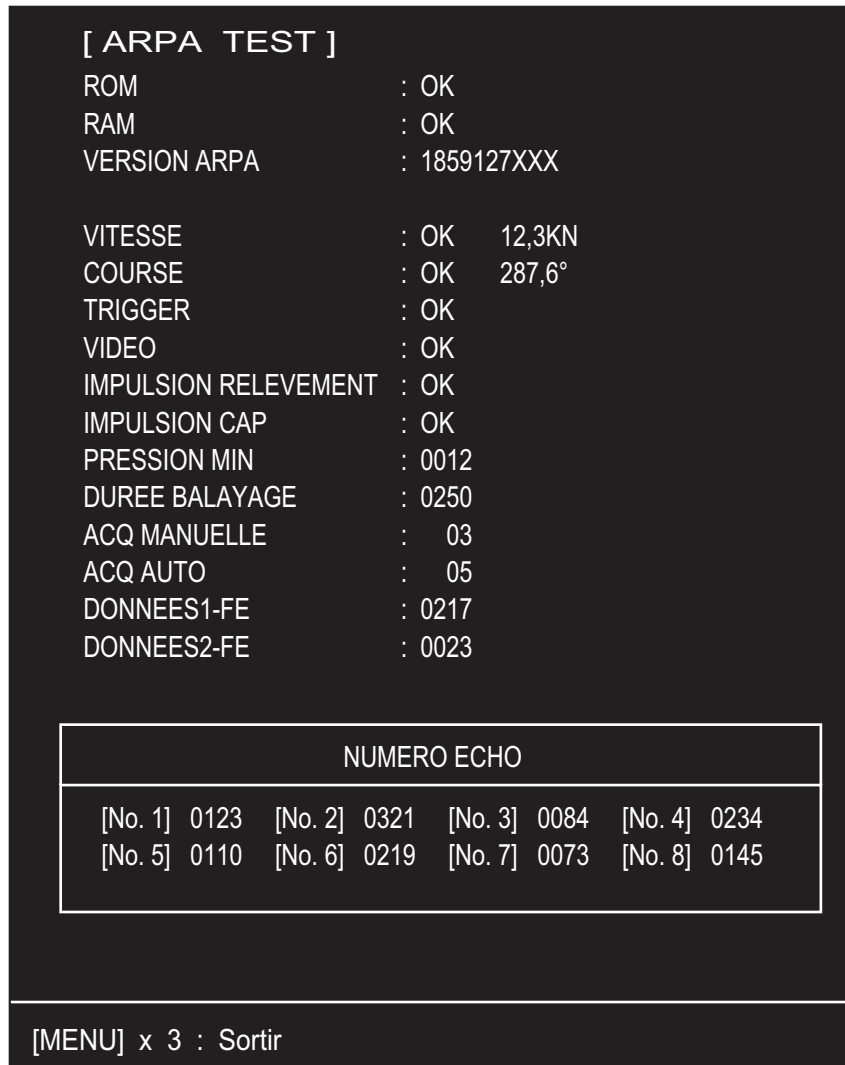 [ ARPA TEST ]
ROM : OK
RAM : OK
VERSION ARPA : 1859127XXX
VITESSE : OK 12,3KN
COURSE : OK 287,6°
TRIGGER : OK
VIDEO : OK
IMPULSION RELEVEMENT : OK
IMPULSION CAP : OK
PRESSION MIN : 0012
DUREE BALAYAGE : 0250
ACQ MANUELLE : 03
ACQ AUTO : 05
DONNEES1-FE : 0217
DONNEES2-FE : 0023
NUMERO ECHO
[No. 1] 0123 [No. 2] 0321 [No. 3] 0084 [No. 4] 0234
[No. 5] 0110 [No. 6] 0219 [No. 7] 0073 [No. 8] 0145
[MENU] x 3 : Sortir